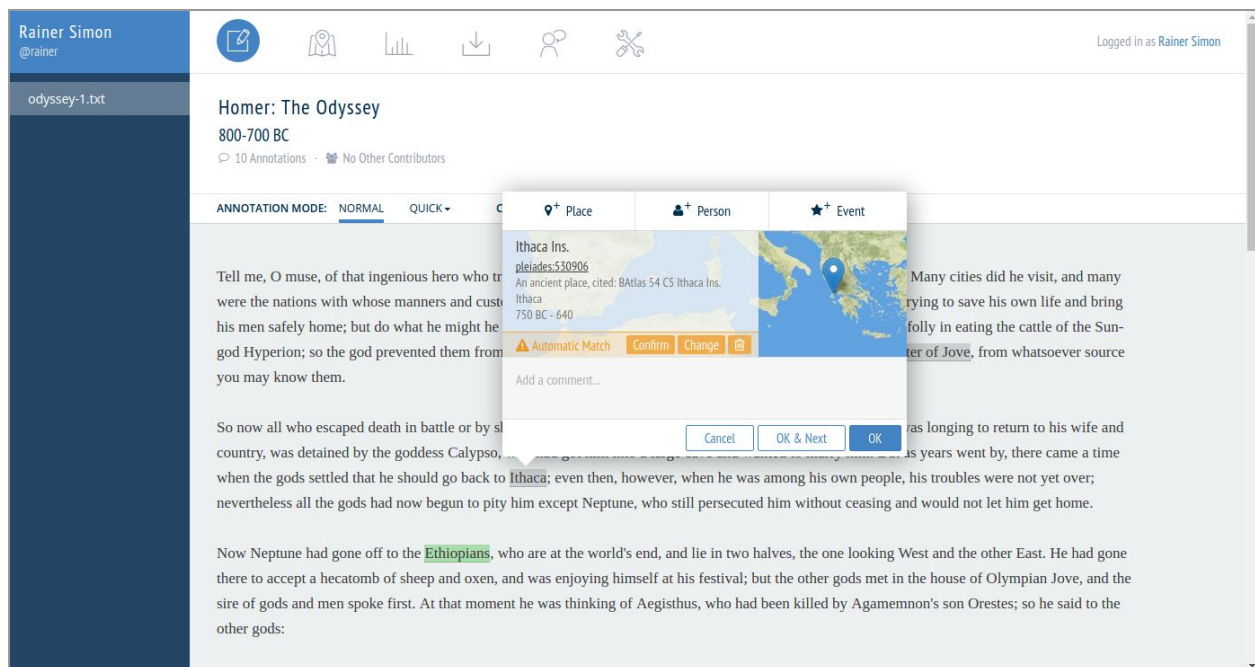 Rainer Simon
@rainer
Logged in as Rainer Simon
odyssey-1.txt
Homer: The Odyssey
800-700 BC
10 Annotations · No Other Contributors
ANNOTATION MODE: NORMAL QUICK C
Place Person Event
Ithaca Ins.
pleiades:530906
An ancient place, cited: BAtlas 54 C5 Ithaca Ins.
Ithaca
750 BC - 640
Automatic Match Confirm Change
Add a comment...
Cancel OK & Next OK
Tell me, O muse, of that ingenious hero who tr Many cities did he visit, and many
were the nations with whose manners and custo rying to save his own life and bring
his men safely home; but do what he might he folly in eating the cattle of the Sun-
god Hyperion; so the god prevented them from ter of Jove, from whatsoever source
you may know them.
So now all who escaped death in battle or by sh vas longing to return to his wife and
country, was detained by the goddess Calypso, as years went by, there came a time
when the gods settled that he should go back to Ithaca; even then, however, when he was among his own people, his troubles were not yet over;
nevertheless all the gods had now begun to pity him except Neptune, who still persecuted him without ceasing and would not let him get home.
Now Neptune had gone off to the Ethiopians, who are at the world's end, and lie in two halves, the one looking West and the other East. He had gone
there to accept a hecatomb of sheep and oxen, and was enjoying himself at his festival; but the other gods met in the house of Olympian Jove, and the
sire of gods and men spoke first. At that moment he was thinking of Aegisthus, who had been killed by Agamemnon's son Orestes; so he said to the
other gods: